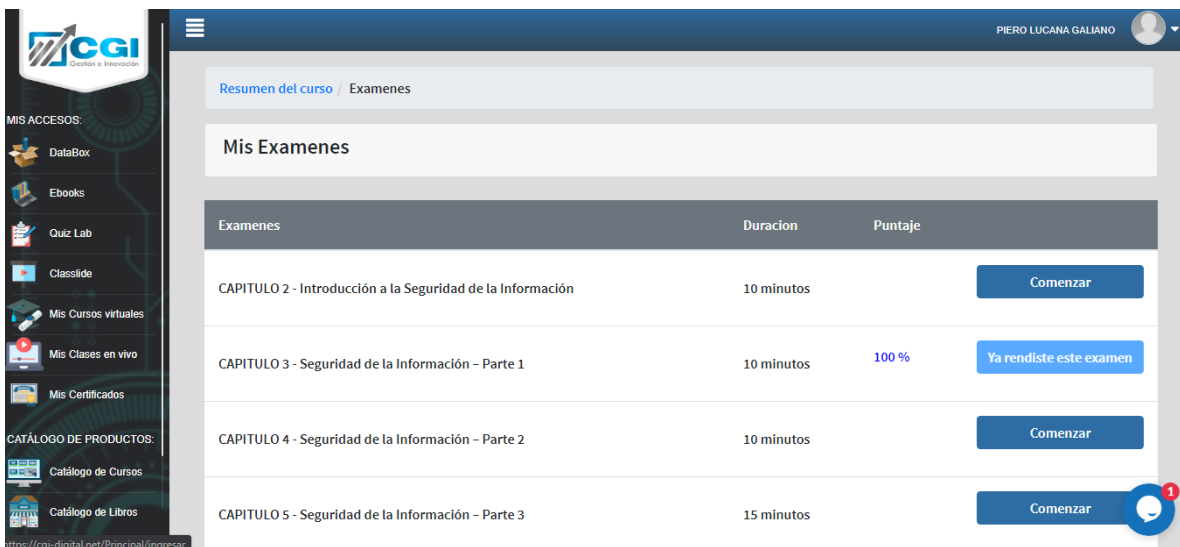 CGI
Gestión e Innovación
PIERO LUCANA GALIANO
MIS ACCESOS:
DataBox
Ebooks
Quiz Lab
Classlide
Mis Cursos virtuales
Mis Clases en vivo
Mis Certificados
CATÁLOGO DE PRODUCTOS:
Catálogo de Cursos
Catálogo de Libros
https://cgi-digital.net/Principal/ingresar
Resumen del curso / Examenes
Mis Examenes
Examenes Duracion Puntaje
CAPITULO 2 - Introducción a la Seguridad de la Información 10 minutos Comenzar
CAPITULO 3 - Seguridad de la Información – Parte 1 10 minutos 100 % Ya rendiste este examen
CAPITULO 4 - Seguridad de la Información – Parte 2 10 minutos Comenzar
CAPITULO 5 - Seguridad de la Información – Parte 3 15 minutos Comenzar
1